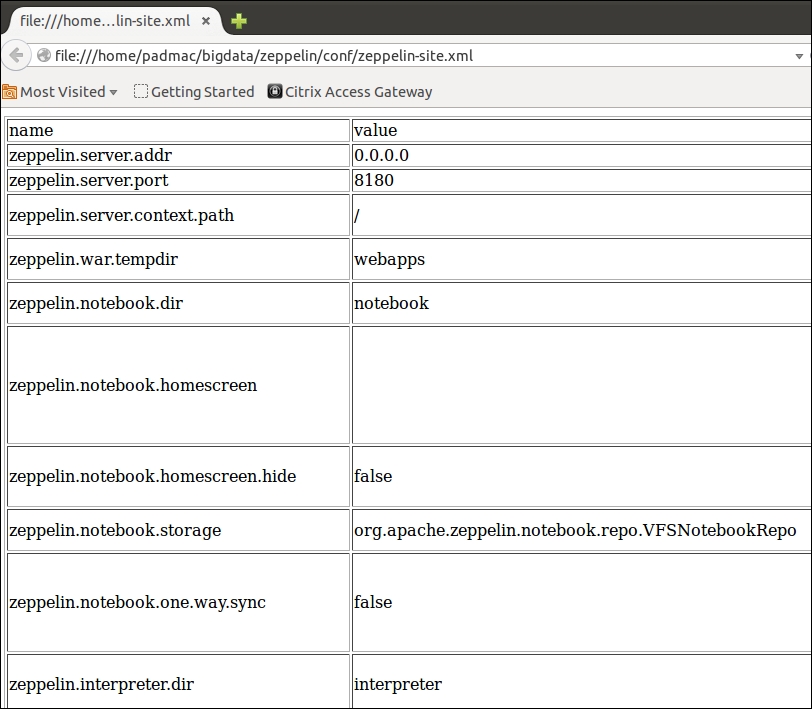 file:///home...lin-site.xml
file:///home/padmac/bigdata/zeppelin/conf/zeppelin-site.xml
Most Visited Getting Started Citrix Access Gateway
name value
zeppelin.server.addr 0.0.0.0
zeppelin.server.port 8180
zeppelin.server.context.path /
zeppelin.war.tempdir webapps
zeppelin.notebook.dir notebook
zeppelin.notebook.homescreen
zeppelin.notebook.homescreen.hide false
zeppelin.notebook.storage org.apache.zeppelin.notebook.repo.VFSNotebookRepo
zeppelin.notebook.one.way.sync false
zeppelin.interpreter.dir interpreter